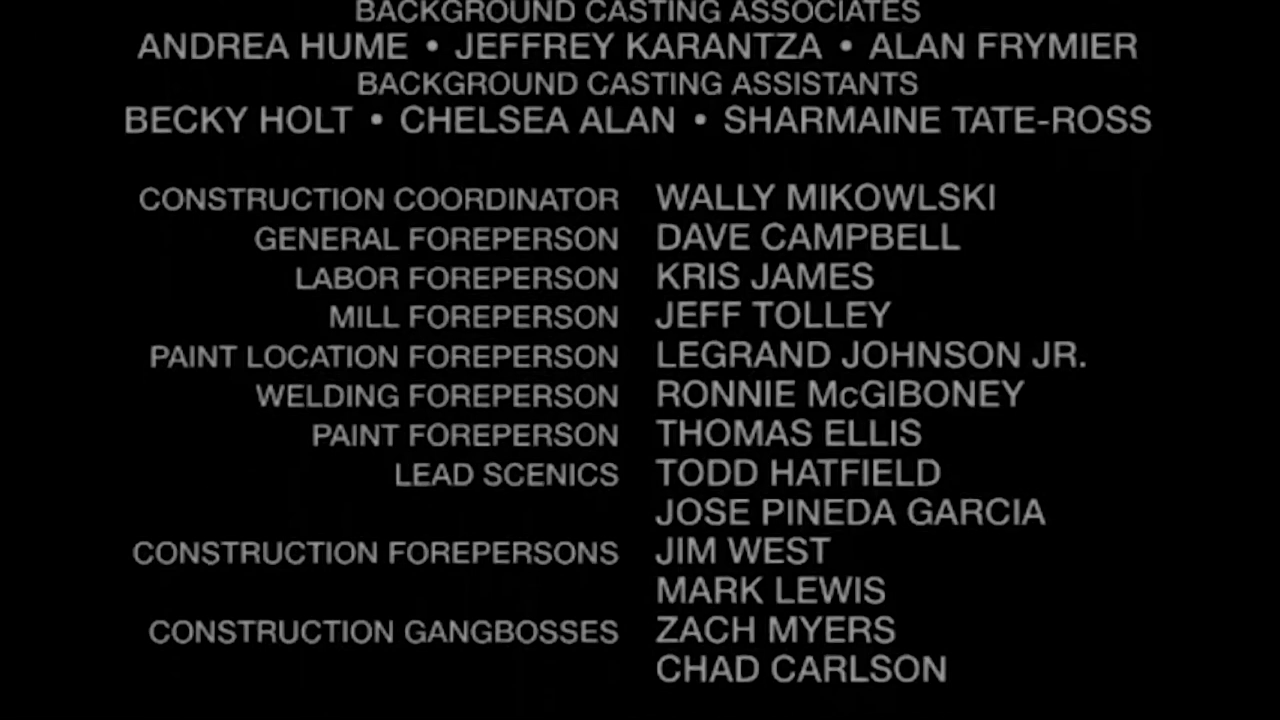 BACKGROUND CASTING ASSOCIATES
ANDREA HUME • JEFFREY KARANTZA • ALAN FRYMIER
BACKGROUND CASTING ASSISTANTS
BECKY HOLT • CHELSEA ALAN • SHARMAINE TATE-ROSS
CONSTRUCTION COORDINATOR WALLY MIKOWLSKI
GENERAL FOREPERSON DAVE CAMPBELL
LABOR FOREPERSON KRIS JAMES
MILL FOREPERSON JEFF TOLLEY
PAINT LOCATION FOREPERSON LEGRAND JOHNSON JR.
WELDING FOREPERSON RONNIE McGIBONEY
PAINT FOREPERSON THOMAS ELLIS
LEAD SCENICS TODD HATFIELD
JOSE PINEDA GARCIA
CONSTRUCTION FOREPERSONS JIM WEST
MARK LEWIS
CONSTRUCTION GANGBOSSES ZACH MYERS
CHAD CARLSON